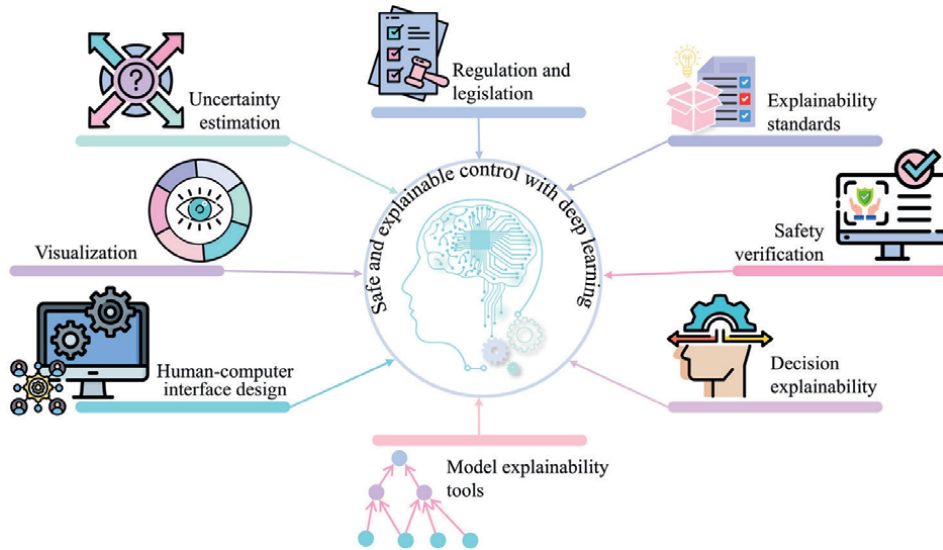 Uncertainty
estimation
Regulation and
legislation
Explainability
standards
Visualization
Safe and explainable control with deep learning
Safety
verification
Human-computer
interface design
Decision
explainability
Model explainability
tools
?